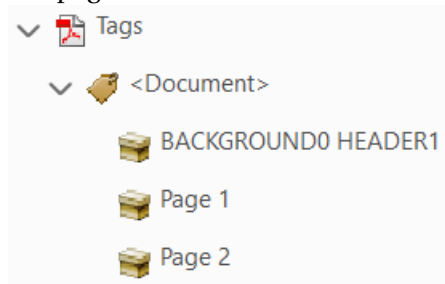 Tags
<Document>
BACKGROUND0 HEADER1
Page 1
Page 2